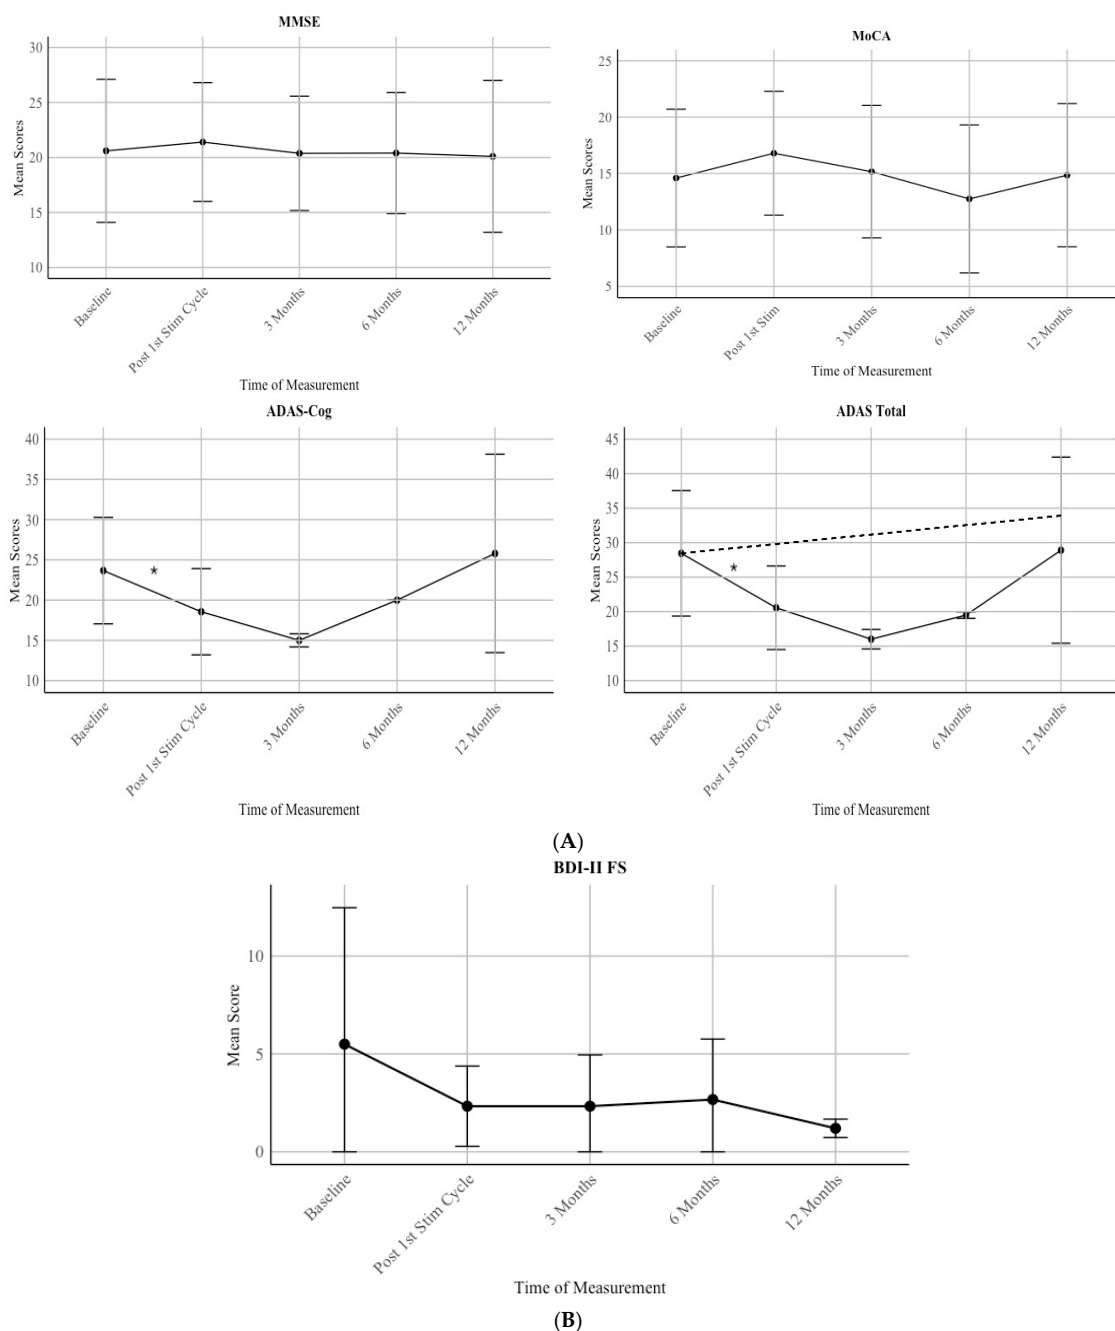 MMSE
30
25
20
15
10
Mean Scores
Baseline
Post 1st Stim Cycle
3 Months
6 Months
12 Months
Time of Measurement
MoCA
25
20
15
10
5
Mean Scores
Baseline
Post 1st Stim
3 Months
6 Months
12 Months
Time of Measurement
ADAS-Cog
40
35
30
25
20
15
10
Mean Scores
*
Baseline
Post 1st Stim Cycle
3 Months
6 Months
12 Months
Time of Measurement
ADAS Total
45
40
35
30
25
20
15
10
Mean Scores
*
Baseline
Post 1st Stim Cycle
3 Months
6 Months
12 Months
Time of Measurement
(A)
BDI-II FS
10
5
0
Mean Score
Baseline
Post 1st Stim Cycle
3 Months
6 Months
12 Months
Time of Measurement
(B)